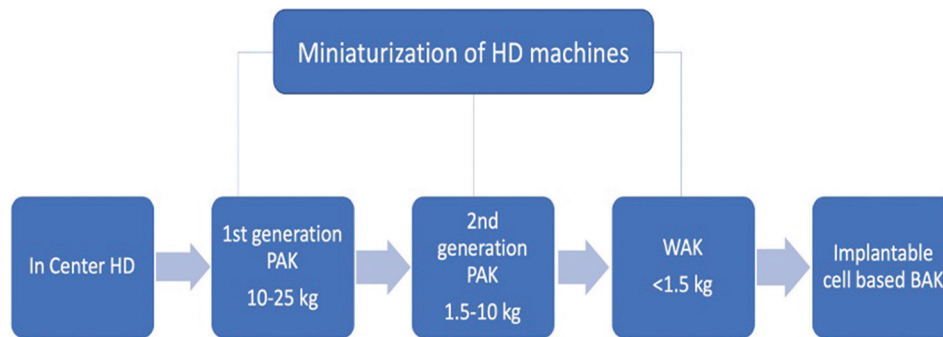 Miniaturization of HD machines
In Center HD
1st generation
PAK
10-25 kg
2nd
generation
PAK
1.5-10 kg
WAK
<1.5 kg
Implantable
cell based BAK